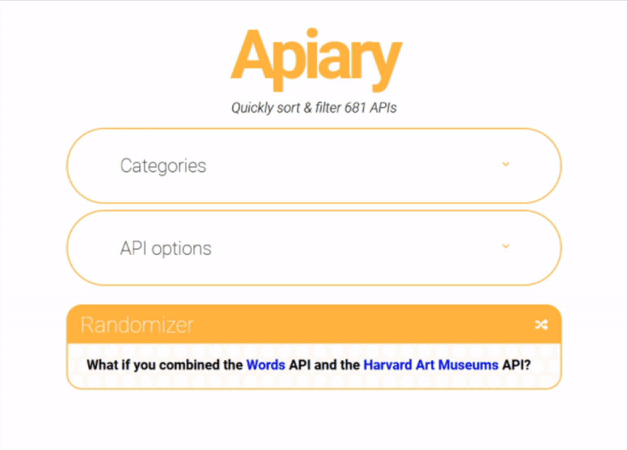 Apiary
Quickly sort & filter 681 APIs
Categories
API options
Randomizer
What if you combined the Words API and the Harvard Art Museums API?